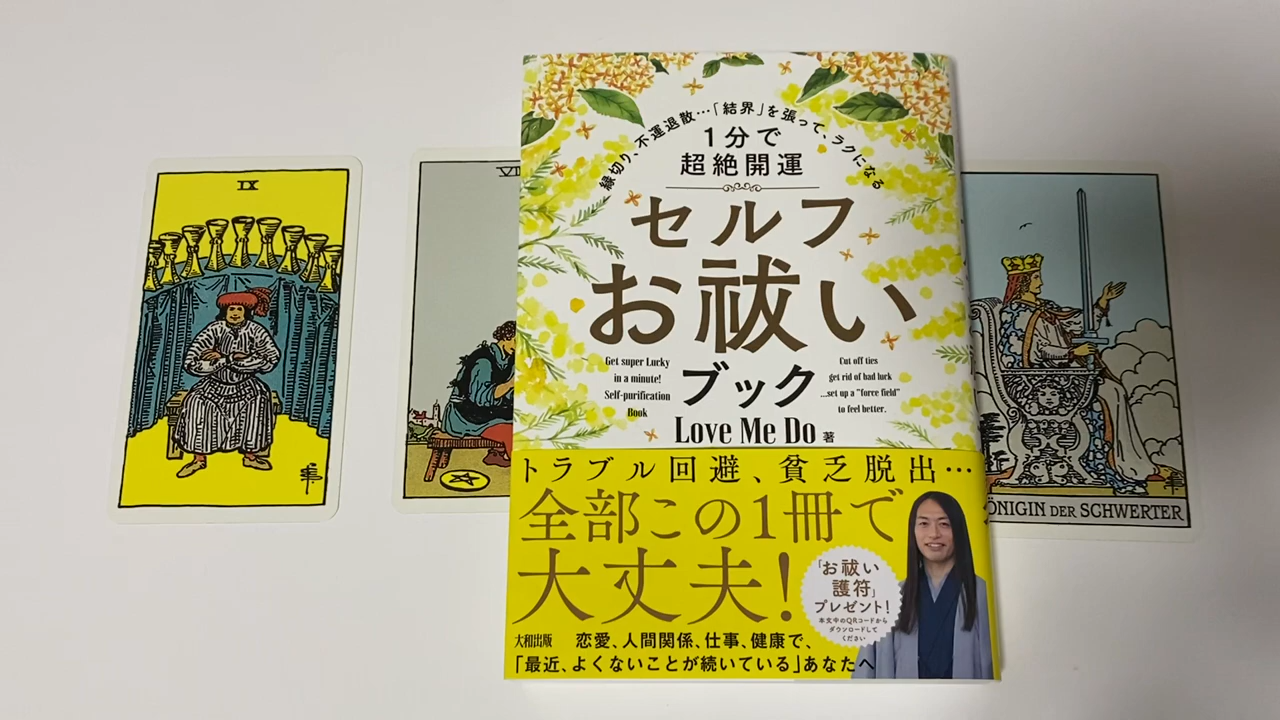 IX
VII
縁切り、不運退散…「結界」を張って、ラクになる
1分で
超絶開運
セルフ
お祓い
ブック
Get super Lucky
in a minute!
Self-purification
Book
Cut off ties
get rid of bad luck
...set up a "force field"
to feel better.
Love Me Do 著
トラブル回避、貧乏脱出…
全部この1冊で
大丈夫!
「お祓い
護符」
プレゼント!
本文中のQRコードから
ダウンロードして
ください
大和出版
恋愛、人間関係、仕事、健康で、
「最近、よくないことが続いている」あなたへ
ÖNIGIN DER SCHWERTER